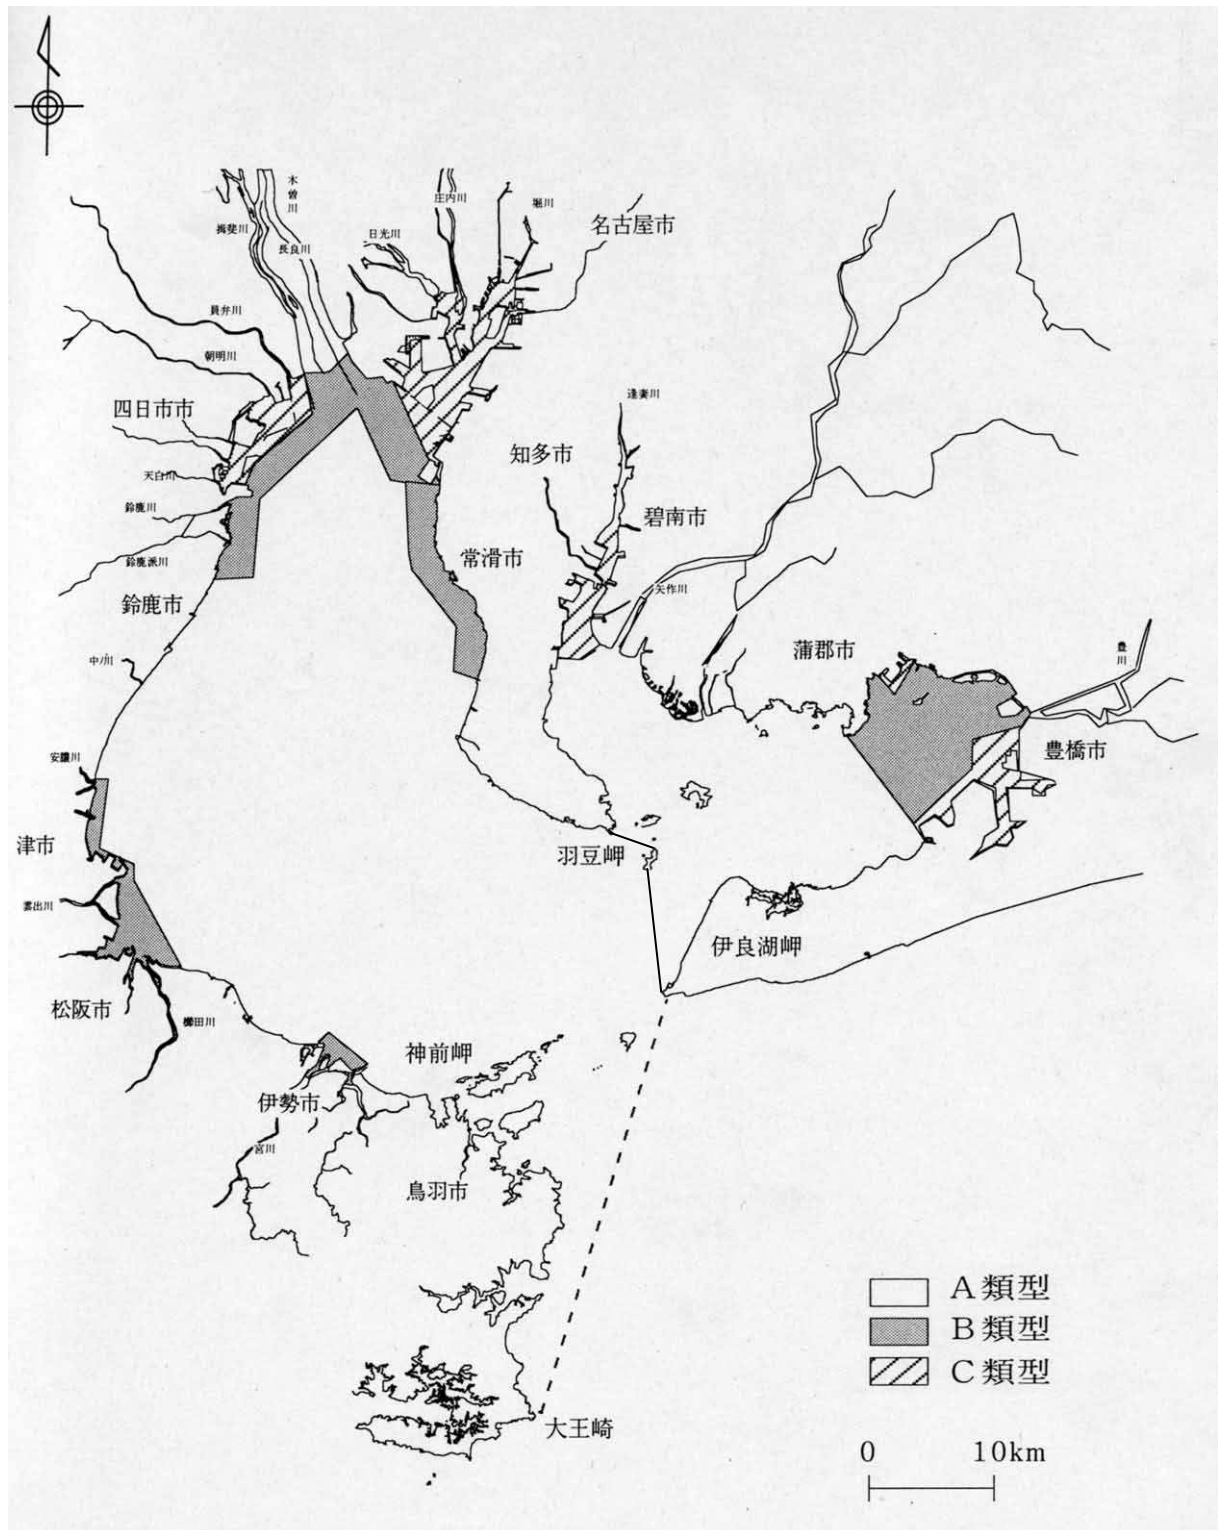 木曽川
揖斐川
長良川
庄内川
堀川
日光川
名古屋市
員弁川
朝明川
四日市市
天白川
鈴鹿川
鈴鹿派川
鈴鹿市
中ノ川
安濃川
津市
雲出川
松阪市
櫛田川
逢妻川
知多市
碧南市
常滑市
矢作川
蒲郡市
豊川
豊橋市
羽豆岬
伊良湖岬
神前岬
伊勢市
宮川
鳥羽市
大王崎
A類型
B類型
C類型
0 10km